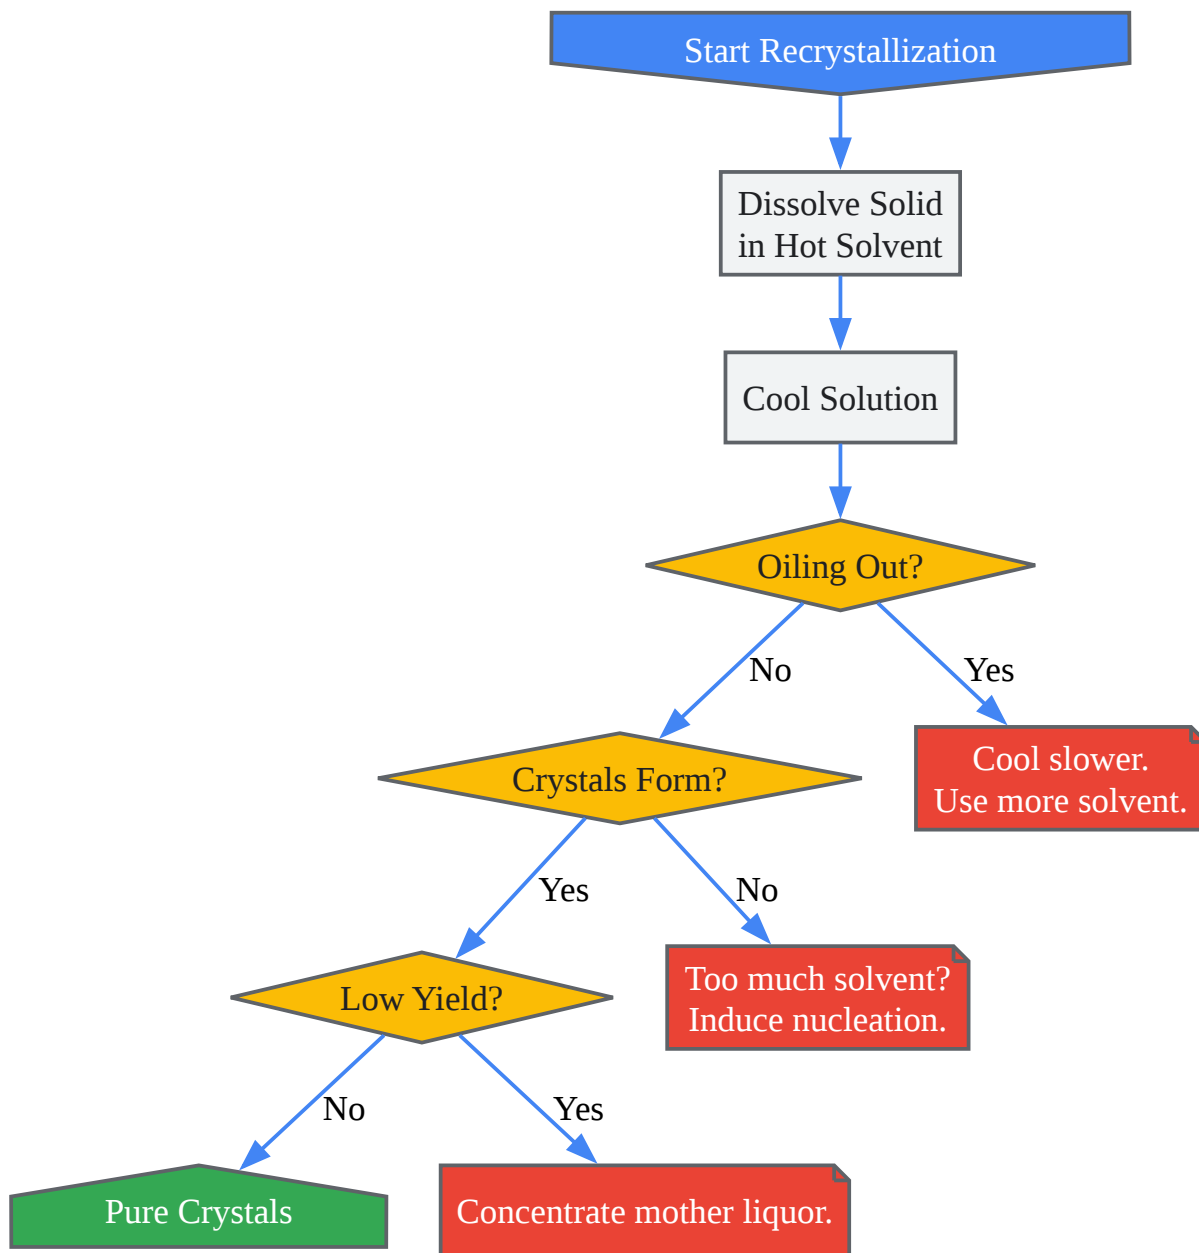 Start Recrystallization
Dissolve Solid
in Hot Solvent
Cool Solution
Oiling Out?
No
Yes
Crystals Form?
Cool slower.
Use more solvent.
Yes
No
Low Yield?
Too much solvent?
Induce nucleation.
No
Yes
Pure Crystals
Concentrate mother liquor.